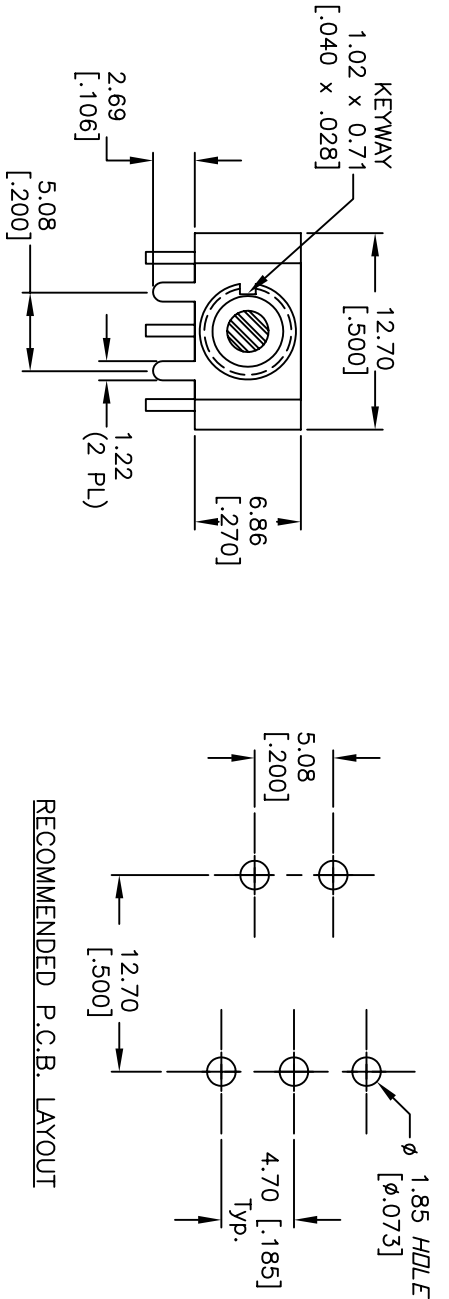 KEYWAY
1.02 x 0.71
[.040 x .028]
12.70
[.500]
2.69
[.106]
6.86
[.270]
5.08
[.200]
1.22
(2 PL)
5.08
[.200]
ø 1.85 HOLE
[ø.073]
12.70
[.500]
4.70 [.185]
Typ.
RECOMMENDED P.C.B. LAYOUT